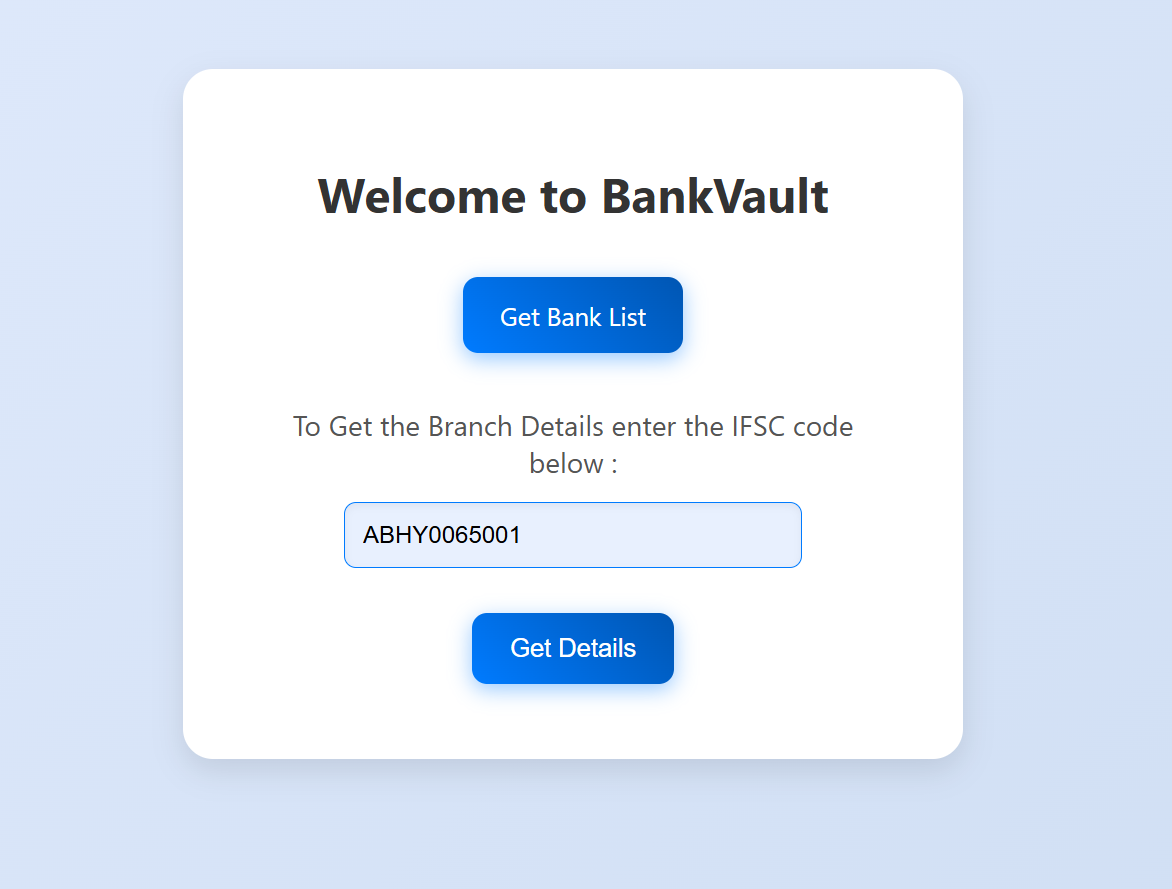 Welcome to BankVault
Get Bank List
To Get the Branch Details enter the IFSC code
below :
ABHY0065001
Get Details